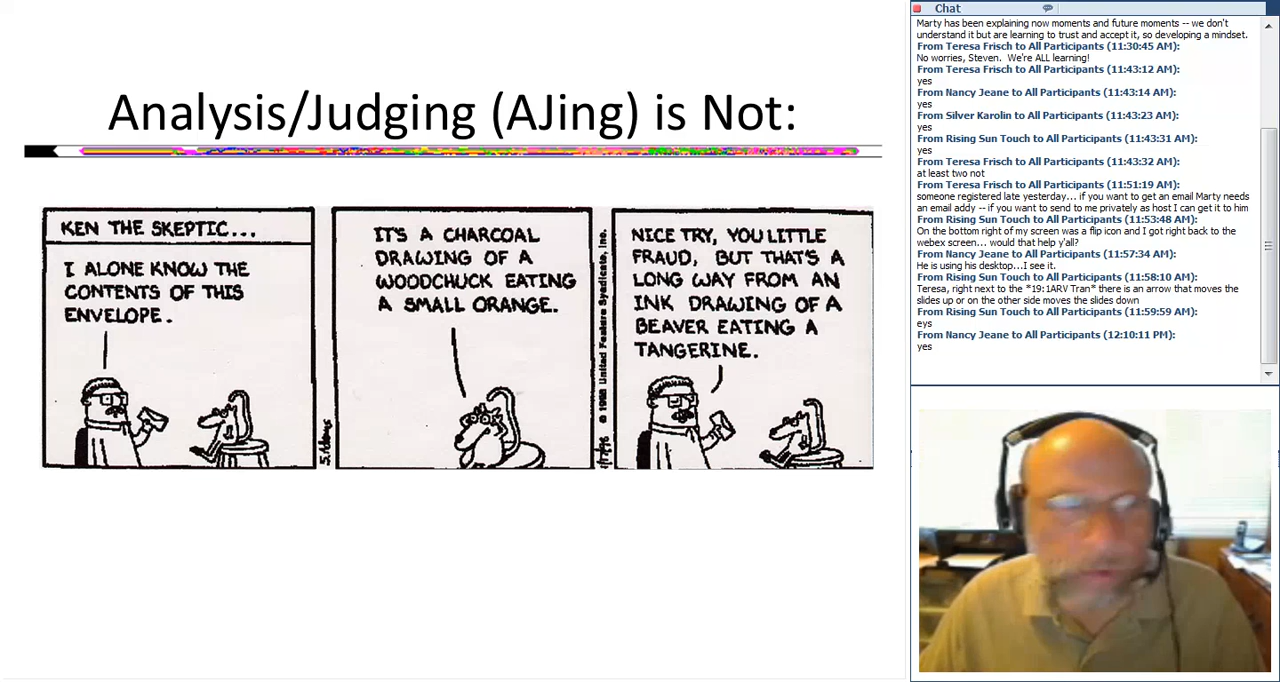 Analysis/Judging (AJing) is Not:
KEN THE SKEPTIC...
I ALONE KNOW THE
CONTENTS OF THIS
ENVELOPE.
S.Adams
IT'S A CHARCOAL
DRAWING OF A
WOODCHUCK EATING
A SMALL ORANGE.
United Feature Syndicate, Inc.
NICE TRY, YOU LITTLE
FRAUD, BUT THAT'S A
LONG WAY FROM AN
INK DRAWING OF A
BEAVER EATING A
TANGERINE.
Chat
Marty has been explaining now moments and future moments -- we don't
understand it but are learning to trust and accept it, so developing a mindset.
From Teresa Frisch to All Participants (11:30:45 AM):
No worries, Steven.  We're ALL learning!
From Teresa Frisch to All Participants (11:43:12 AM):
yes
From Nancy Jeane to All Participants (11:43:14 AM):
yes
From Silver Karolin to All Participants (11:43:23 AM):
yes
From Rising Sun Touch to All Participants (11:43:31 AM):
yes
From Teresa Frisch to All Participants (11:43:32 AM):
at least two not
From Teresa Frisch to All Participants (11:51:19 AM):
someone registered late yesterday... if you want to get an email Marty needs
an email addy -- if you want to send to me privately as host I can get it to him
From Rising Sun Touch to All Participants (11:53:48 AM):
On the bottom right of my screen was a flip icon and I got right back to the
webex screen... would that help y'all?
From Nancy Jeane to All Participants (11:57:34 AM):
He is using his desktop...I see it.
From Rising Sun Touch to All Participants (11:58:10 AM):
Teresa, right next to the *19:1ARV Tran* there is an arrow that moves the
slides up or on the other side moves the slides down
From Rising Sun Touch to All Participants (11:59:59 AM):
eys
From Nancy Jeane to All Participants (12:10:11 PM):
yes